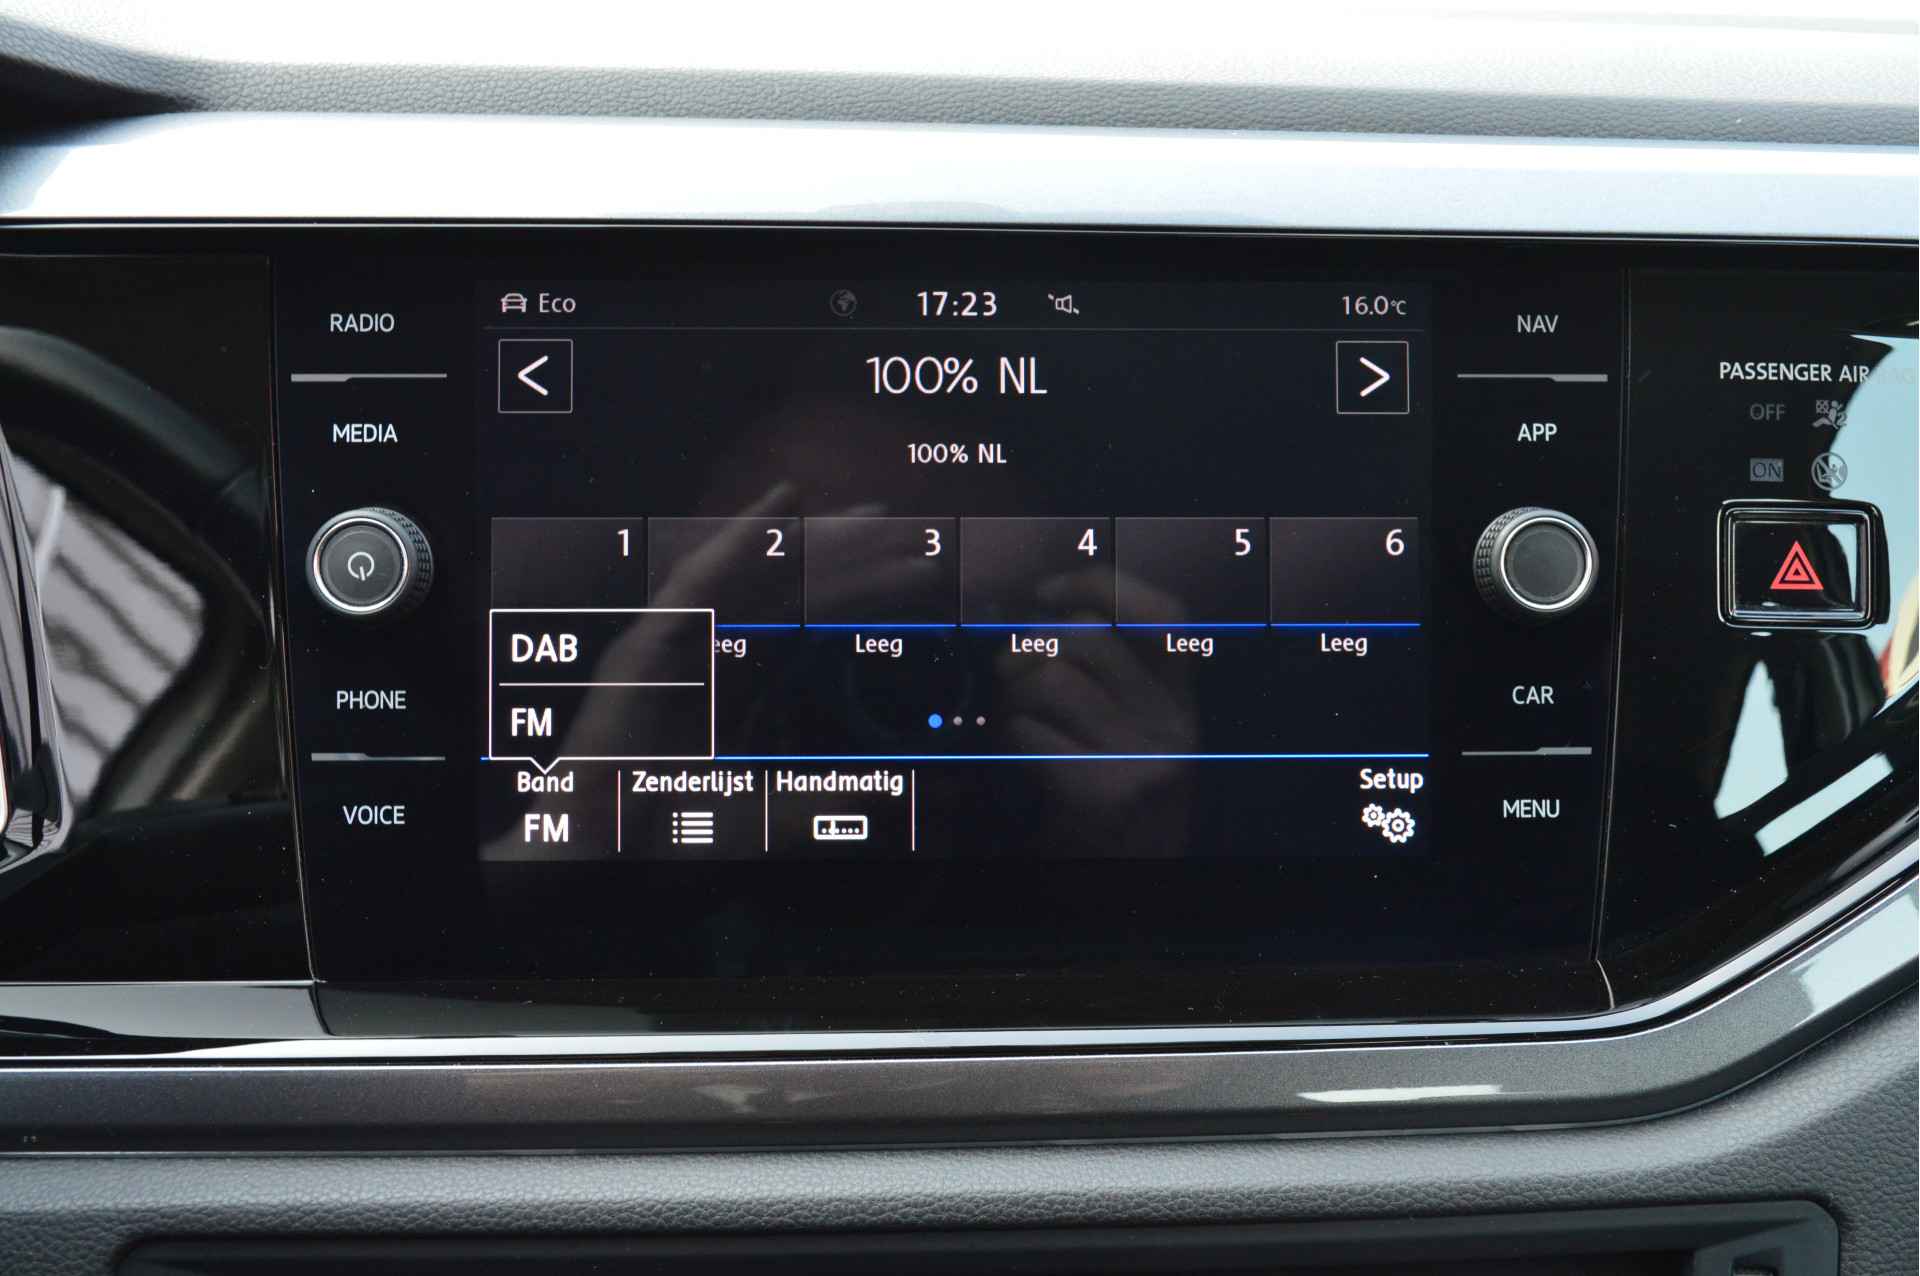 RADIO
MEDIA
PHONE
VOICE
Eco 17:23 16.0°C
< 100% NL >
100% NL
1 2 3 4 5 6
Leeg Leeg Leeg Leeg
DAB
FM
Band Zenderlijst Handmatig Setup
FM
NAV
APP
CAR
MENU
PASSENGER AIRBAG
OFF
ON